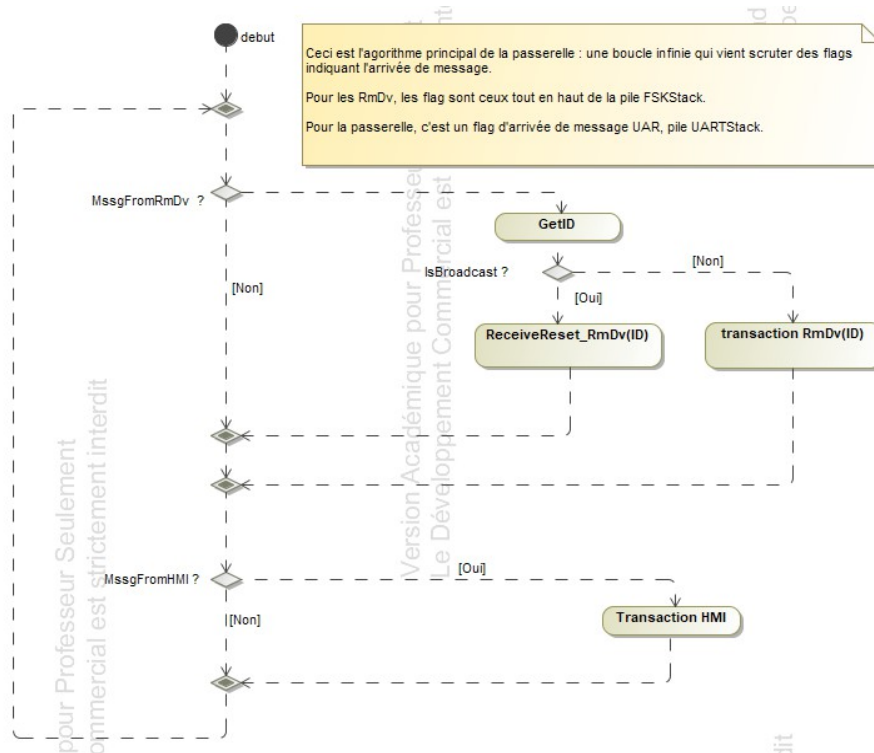 debut
Ceci est l'agorithme principal de la passerelle : une boucle infinie qui vient scruter des flags
indiquant l'arrivée de message.
Pour les RmDv, les flag sont ceux tout en haut de la pile FSKStack.
Pour la passerelle, c'est un flag d'arrivée de message UAR, pile UARTStack.
MssgFromRmDv ?
GetID
IsBroadcast ?
[Non]
[Non]
[Oui]
ReceiveReset_RmDv(ID)
transaction RmDv(ID)
MssgFromHMI ?
[Oui]
[Non]
Transaction HMI
Version Académique pour Professeur
Le Développement Commercial est
pour Professeur Seulement
ommercial est strictement interdit
dit